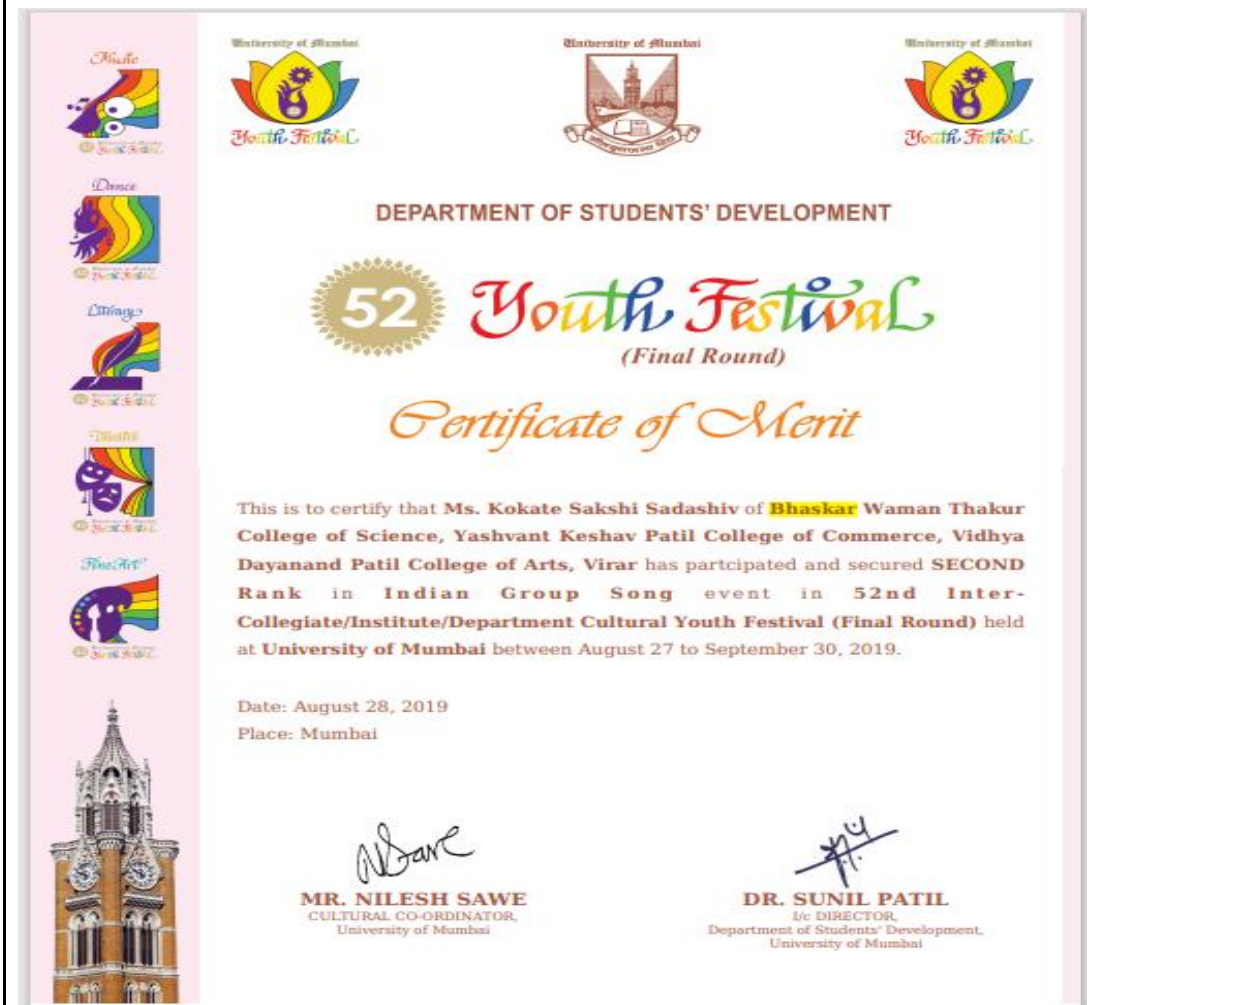 University of Mumbai
Youth Festival
University of Mumbai
University of Mumbai
Youth Festival
Music
Dance
Literary
Theatre
Fine Art
DEPARTMENT OF STUDENTS' DEVELOPMENT
52 Youth Festival
(Final Round)
Certificate of Merit
This is to certify that Ms. Kokate Sakshi Sadashiv of Bhaskar Waman Thakur
College of Science, Yashvant Keshav Patil College of Commerce, Vidhya
Dayanand Patil College of Arts, Virar has partcipated and secured SECOND
Rank in Indian Group Song event in 52nd Inter-
Collegiate/Institute/Department Cultural Youth Festival (Final Round) held
at University of Mumbai between August 27 to September 30, 2019.
Date: August 28, 2019
Place: Mumbai
NSave
MR. NILESH SAWE
CULTURAL CO-ORDINATOR,
University of Mumbai
DR. SUNIL PATIL
I/c DIRECTOR,
Department of Students' Development,
University of Mumbai